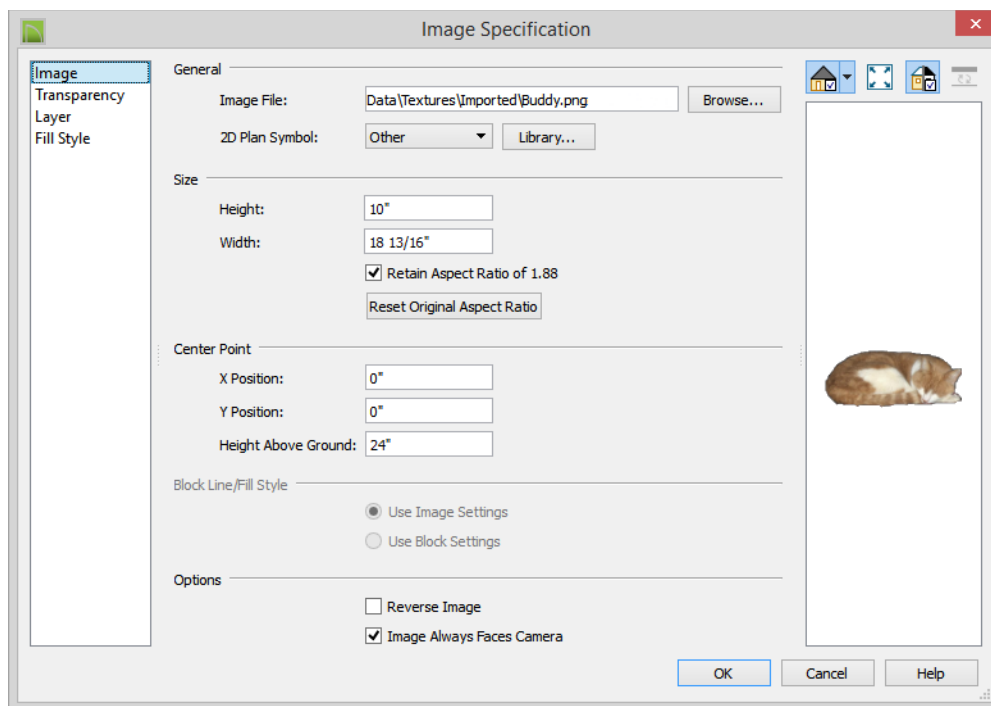 Image Specification
Image
Transparency
Layer
Fill Style
General
Image File: Data\Textures\Imported\Buddy.png Browse...
2D Plan Symbol: Other Library...
Size
Height: 10"
Width: 18 13/16"
Retain Aspect Ratio of 1.88
Reset Original Aspect Ratio
Center Point
X Position: 0"
Y Position: 0"
Height Above Ground: 24"
Block Line/Fill Style
Use Image Settings
Use Block Settings
Options
Reverse Image
Image Always Faces Camera
OK Cancel Help